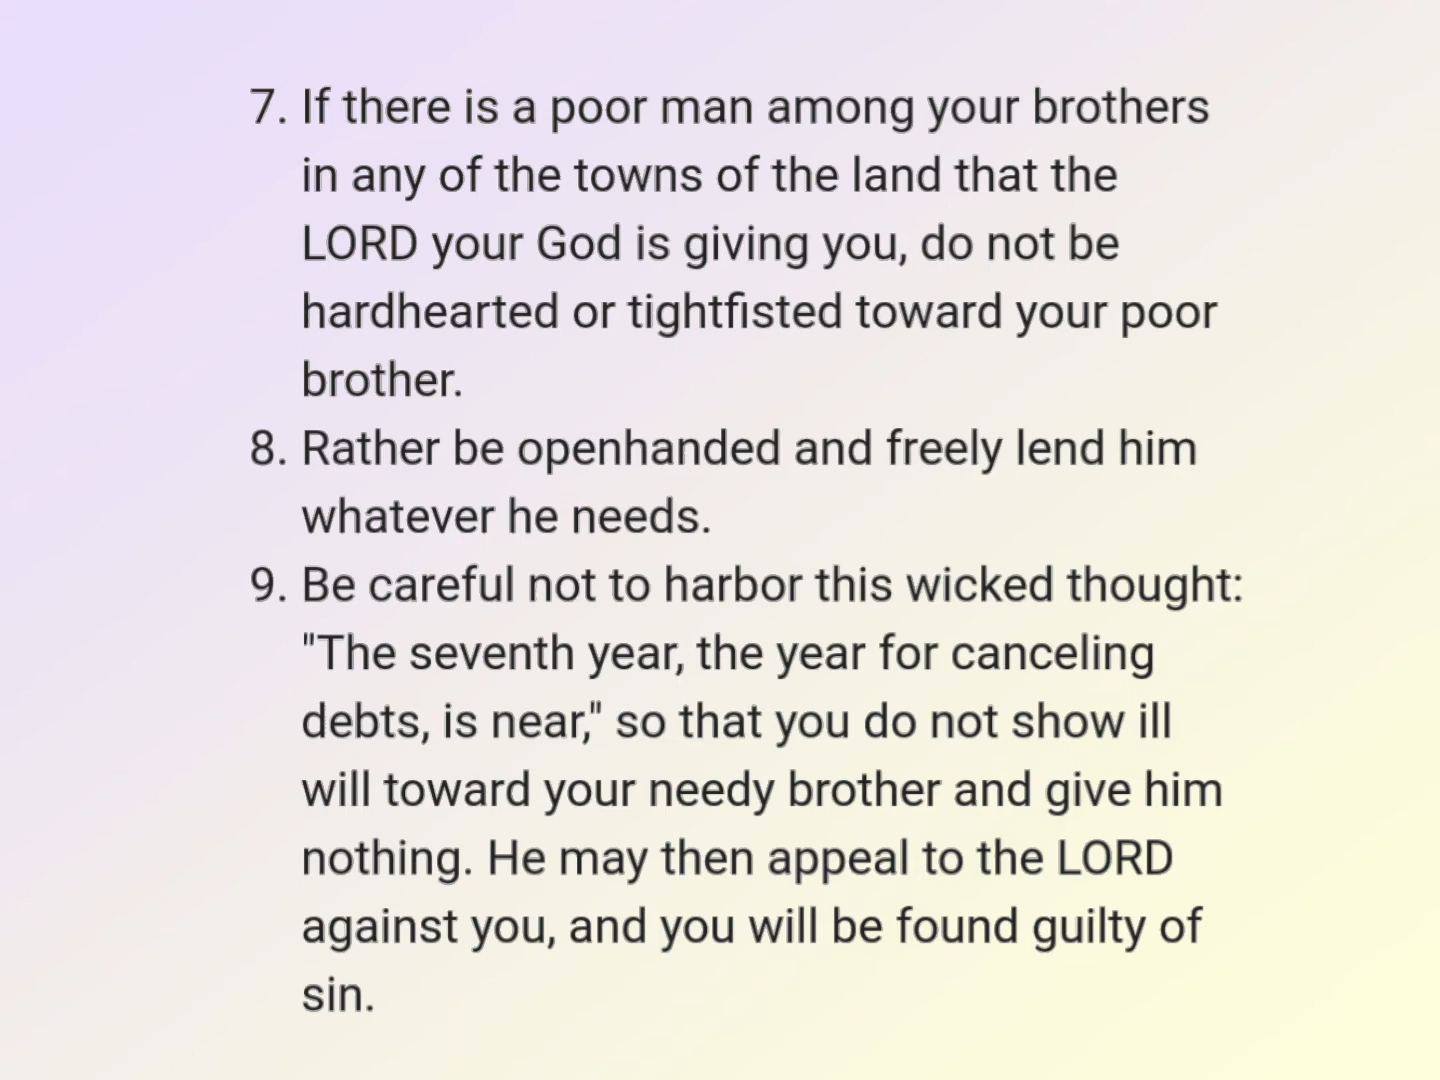 7. If there is a poor man among your brothers
in any of the towns of the land that the
LORD your God is giving you, do not be
hardhearted or tightfisted toward your poor
brother.
8. Rather be openhanded and freely lend him
whatever he needs.
9. Be careful not to harbor this wicked thought:
"The seventh year, the year for canceling
debts, is near," so that you do not show ill
will toward your needy brother and give him
nothing. He may then appeal to the LORD
against you, and you will be found guilty of
sin.